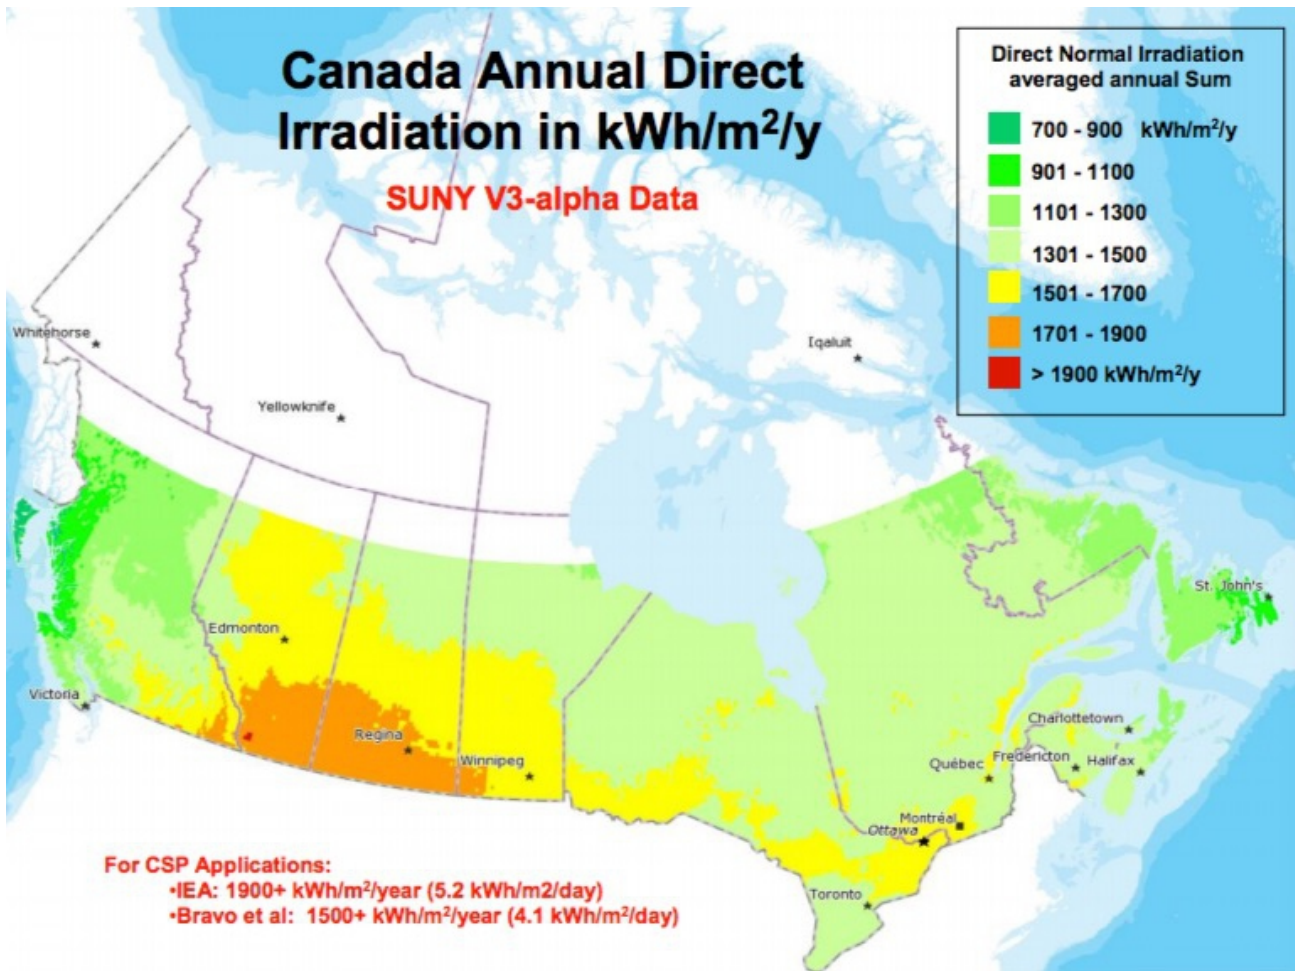 Canada Annual Direct
Irradiation in kWh/m²/y
SUNY V3-alpha Data
Direct Normal Irradiation
averaged annual Sum
700 - 900 kWh/m²/y
901 - 1100
1101 - 1300
1301 - 1500
1501 - 1700
1701 - 1900
> 1900 kWh/m²/y
Whitehorse
Iqaluit
Yellowknife
St. John's
Edmonton
Victoria
Charlottetown
Regina
Fredericton
Halifax
Winnipeg
Québec
Montréal
Ottawa
Toronto
For CSP Applications:
•IEA: 1900+ kWh/m²/year (5.2 kWh/m2/day)
•Bravo et al: 1500+ kWh/m²/year (4.1 kWh/m²/day)